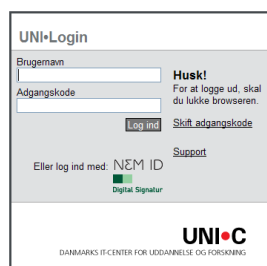 UNI•Login
Brugernavn
Adgangskode
Log ind
Eller log ind med: NEM ID
Digital Signatur
Husk!
For at logge ud, skal
du lukke browseren.
Skift adgangskode
Support
UNI•C
DANMARKS IT-CENTER FOR UDDANNELSE OG FORSKNING